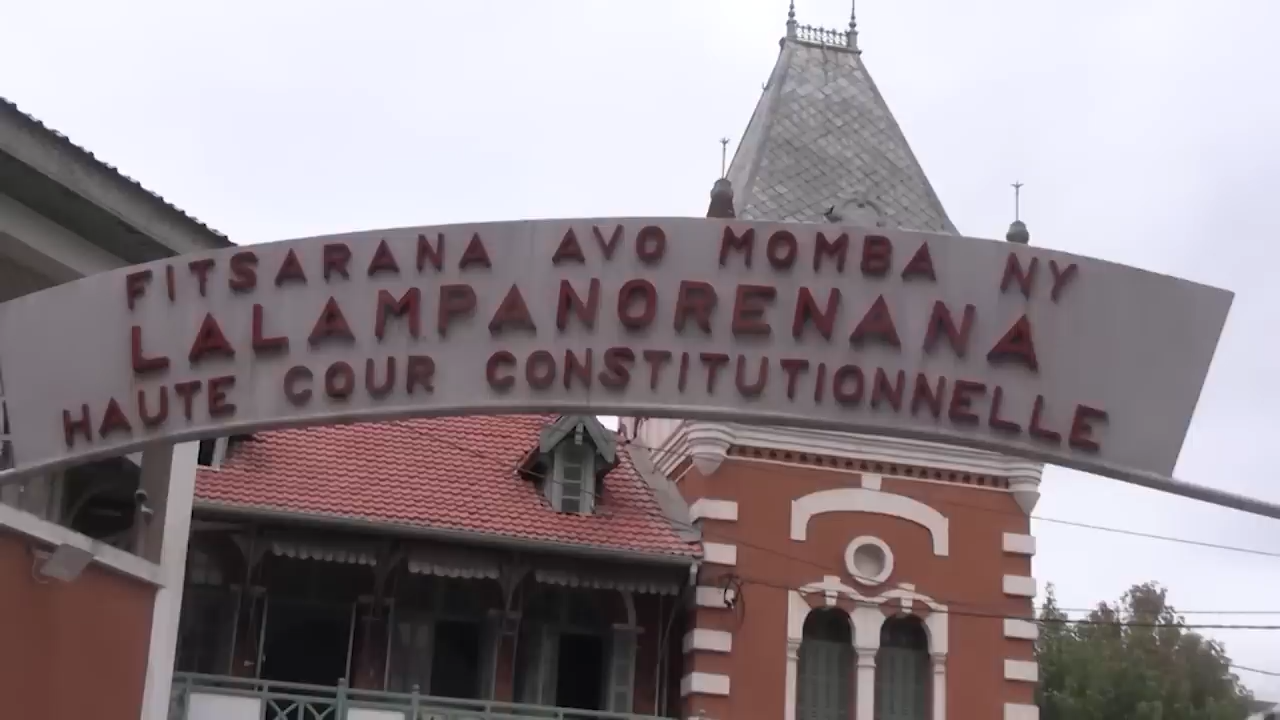 FITSARANA AVO MOMBA NY
LALAMPANORENANA
HAUTE COUR CONSTITUTIONNELLE